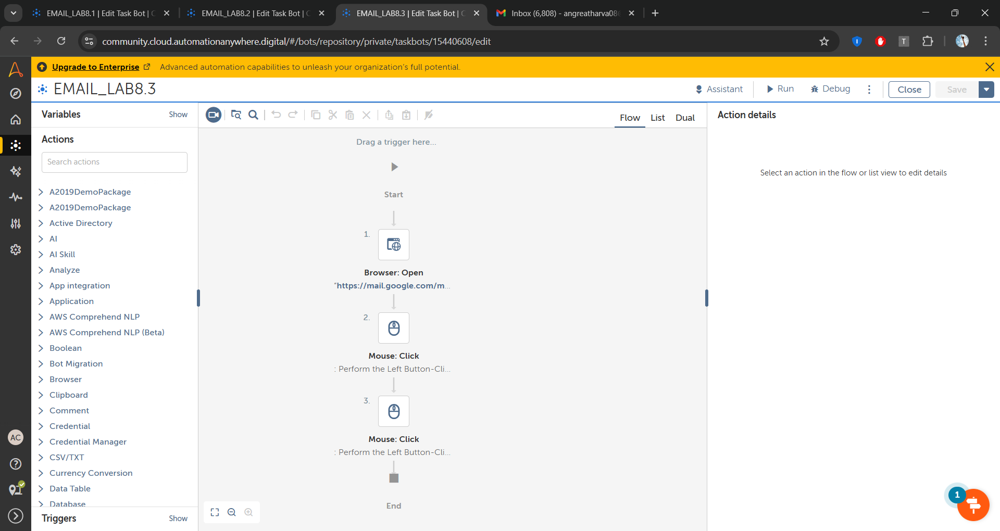 EMAIL_LAB8.1 | Edit Task Bot |
EMAIL_LAB8.2 | Edit Task Bot |
EMAIL_LAB8.3 | Edit Task Bot |
Inbox (6,808) - angreatharva08
community.cloud.automationanywhere.digital/#/bots/repository/private/taskbots/15440608/edit
T
Upgrade to Enterprise Advanced automation capabilities to unleash your organization's full potential.
EMAIL_LAB8.3
Assistant
Run
Debug
Close
Save
Variables
Show
Flow
List
Dual
Action details
Actions
Search actions
Drag a trigger here...
Select an action in the flow or list view to edit details
A2019DemoPackage
A2019DemoPackage
Active Directory
AI
AI Skill
Analyze
App integration
Application
AWS Comprehend NLP
AWS Comprehend NLP (Beta)
Boolean
Bot Migration
Browser
Clipboard
Comment
Credential
Credential Manager
CSV/TXT
Currency Conversion
Data Table
Database
Triggers
Show
Start
1.
Browser: Open
"https://mail.google.com/m...
2.
Mouse: Click
: Perform the Left Button-Cli...
3.
Mouse: Click
: Perform the Left Button-Cli...
End
AC
1